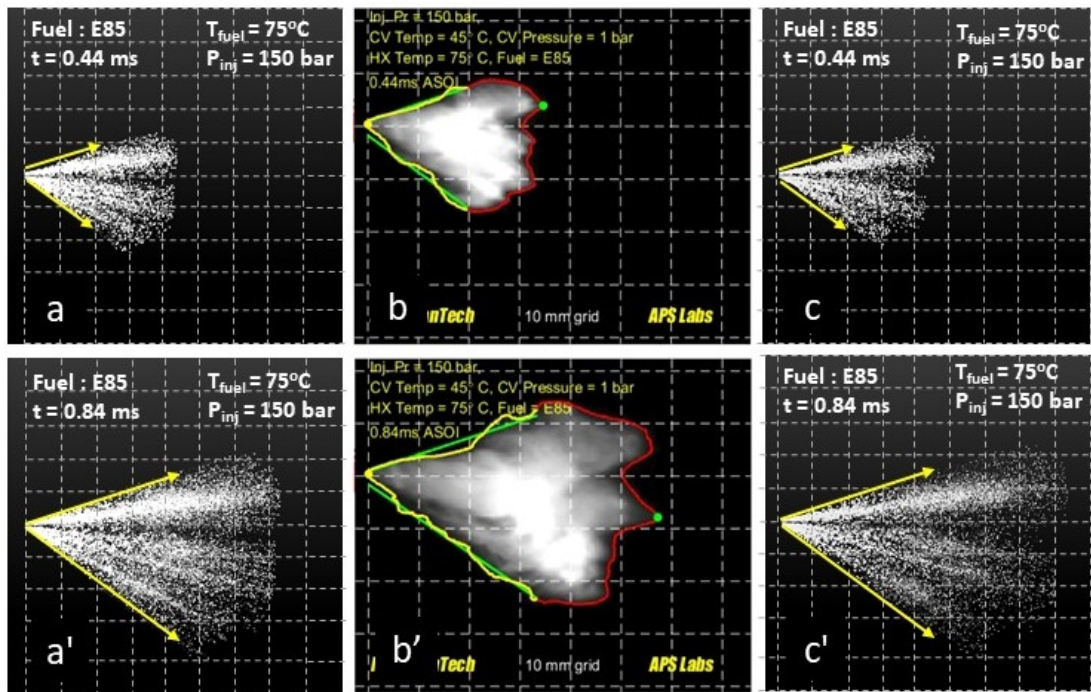 Fuel : E85
t = 0.44 ms
T_fuel = 75°C
P_inj = 150 bar
a
Inj. Pr = 150 bar,
CV Temp = 45° C, CV Pressure = 1 bar
HX Temp = 75° C, Fuel = E85
0.44ms ASOI
b
nTech
10 mm grid
APS Labs
Fuel : E85
t = 0.44 ms
T_fuel = 75°C
P_inj = 150 bar
c
Fuel : E85
t = 0.84 ms
T_fuel = 75°C
P_inj = 150 bar
a'
Inj. Pr = 150 bar,
CV Temp = 45° C, CV Pressure = 1 bar
HX Temp = 75° C, Fuel = E85
0.84ms ASOI
b’
nTech
10 mm grid
APS Labs
Fuel : E85
t = 0.84 ms
T_fuel = 75°C
P_inj = 150 bar
c'